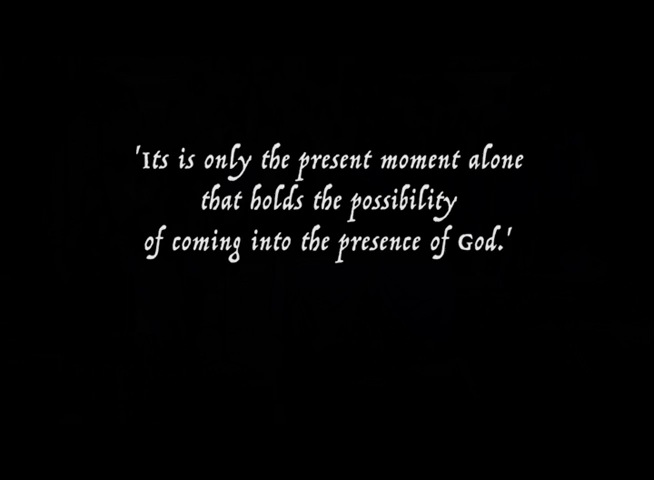 'Its is only the present moment alone
that holds the possibility
of coming into the presence of God.'